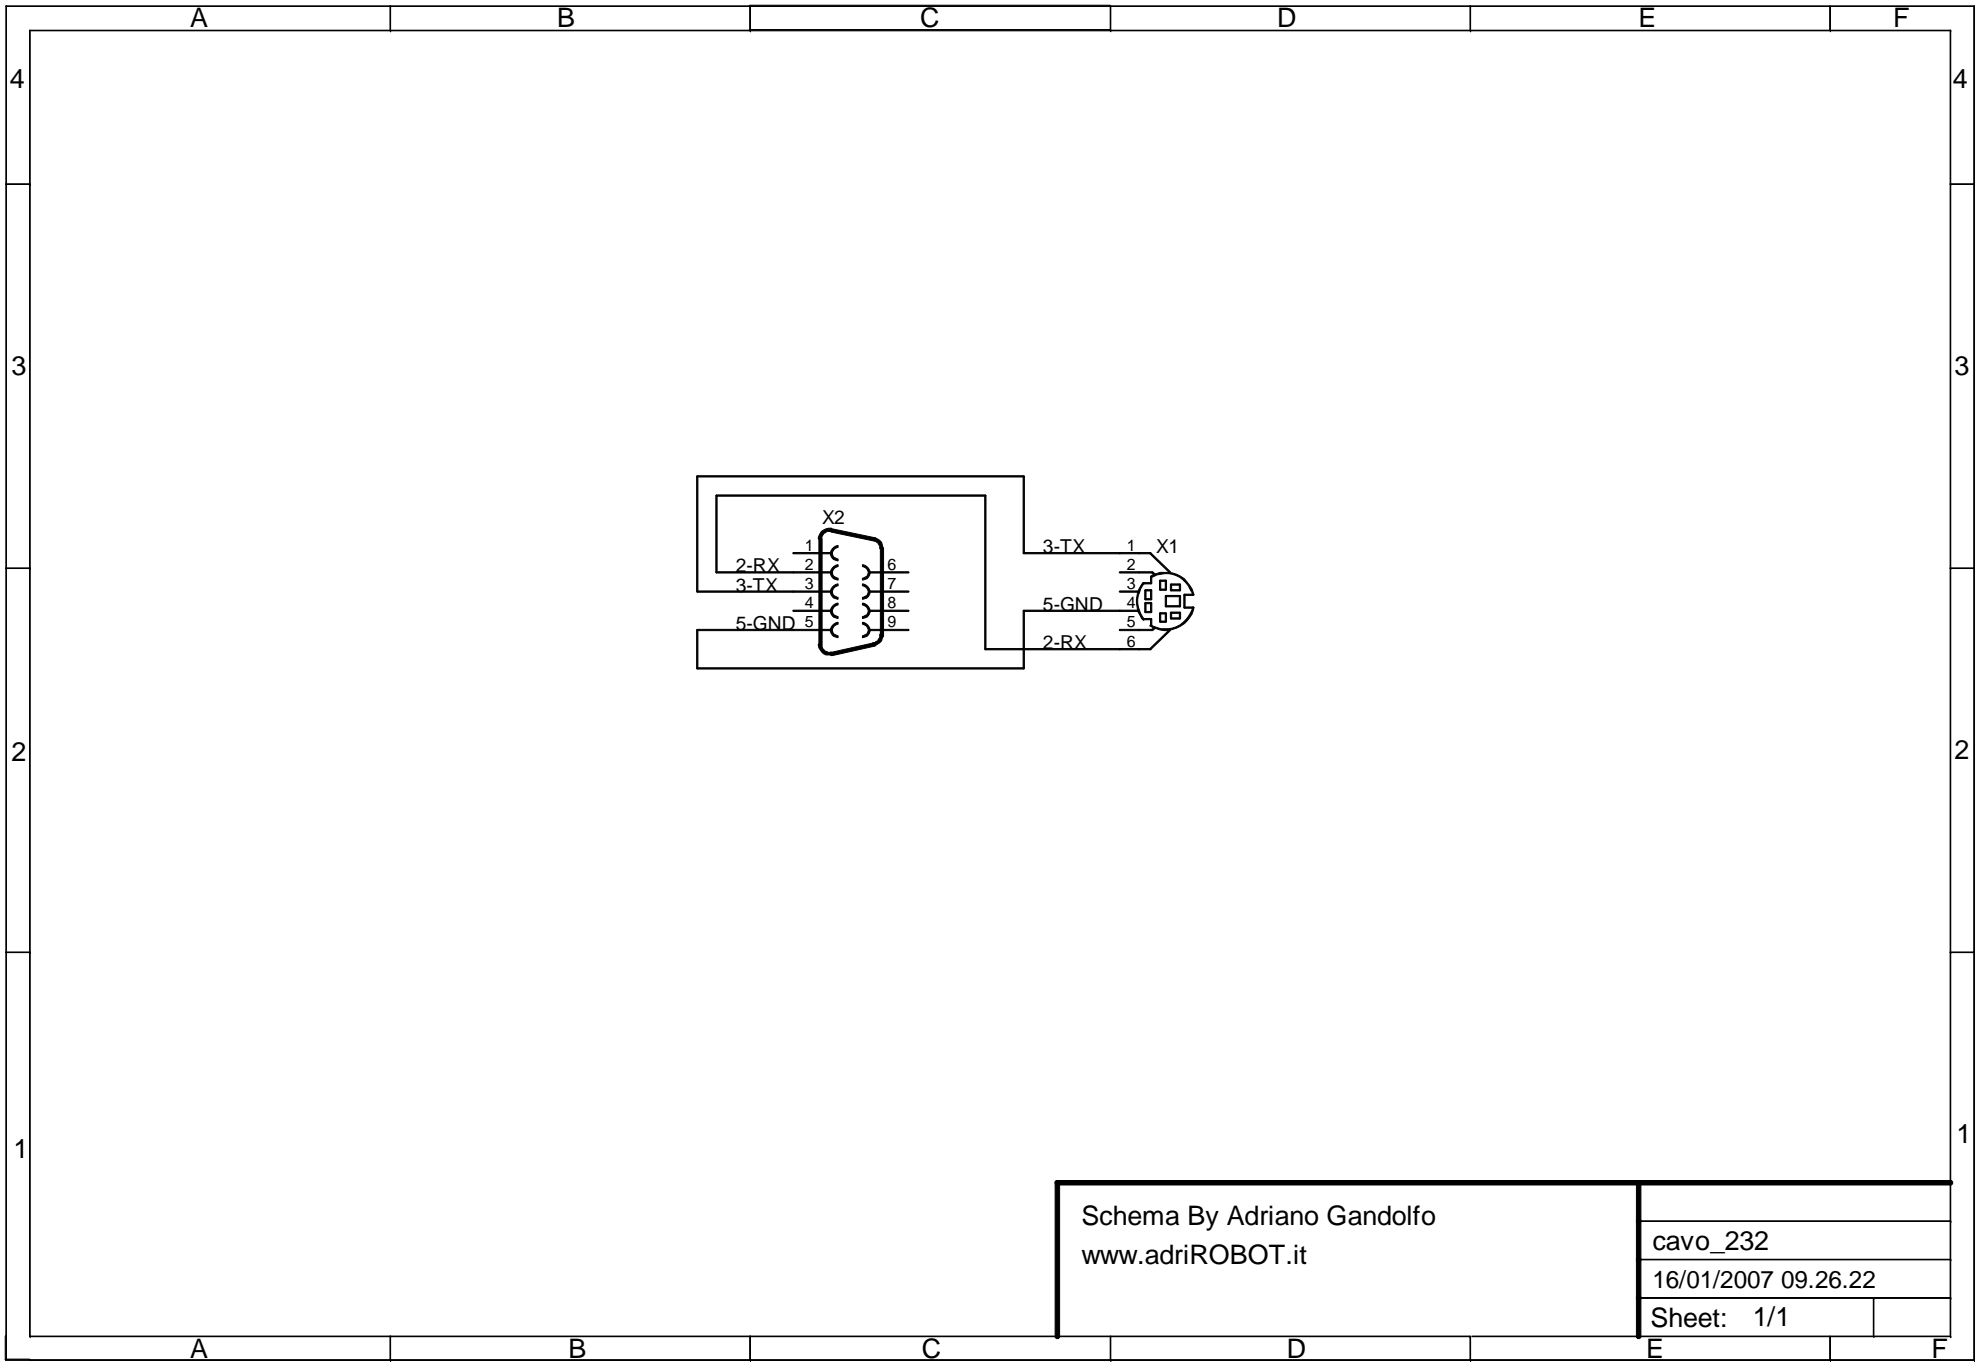 A B C D E F
4 4
3 3
X2
1
2-RX 2 6
3-TX 3 7
4 8
5-GND 5 9
3-TX 1 X1
2
3
5-GND 4
5
2-RX 6
2 2
1 1
Schema By Adriano Gandolfo
www.adriROBOT.it
cavo_232
16/01/2007 09.26.22
Sheet: 1/1
A B C D E F